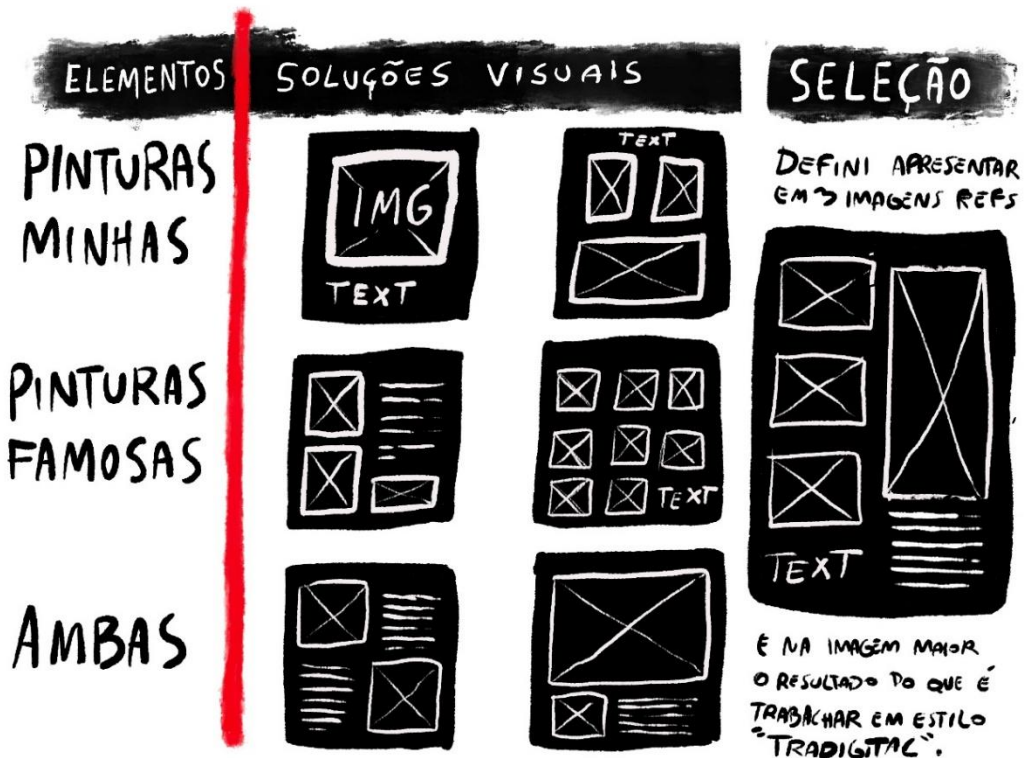 ELEMENTOS
SOLUÇÕES VISUAIS
SELEÇÃO
PINTURAS
MINHAS
IMG
TEXT
TEXT
PINTURAS
FAMOSAS
TEXT
AMBAS
DEFINI APRESENTAR
EM 3 IMAGENS REFS
TEXT
E NA IMAGEM MAIOR
O RESULTADO DO QUE É
TRABALHAR EM ESTILO
"TRADIGITAL".